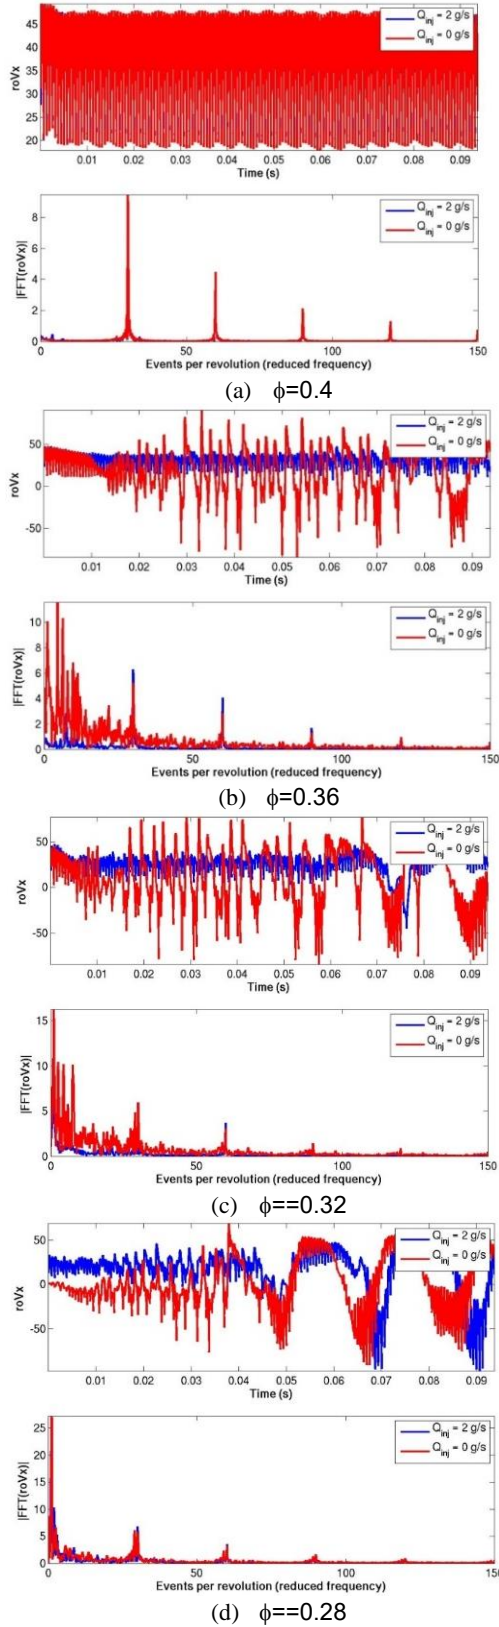 roVx
45
40
35
30
25
20
Q_inj = 2 g/s
Q_inj = 0 g/s
0.01 0.02 0.03 0.04 0.05 0.06 0.07 0.08 0.09
Time (s)
|FFT(roVx)|
8
6
4
2
0
Q_inj = 2 g/s
Q_inj = 0 g/s
0 50 100 150
Events per revolution (reduced frequency)
(a) ϕ=0.4
roVx
50
0
-50
Q_inj = 2 g/s
Q_inj = 0 g/s
0.01 0.02 0.03 0.04 0.05 0.06 0.07 0.08 0.09
Time (s)
|FFT(roVx)|
10
8
6
4
2
0
Q_inj = 2 g/s
Q_inj = 0 g/s
0 50 100 150
Events per revolution (reduced frequency)
(b) ϕ=0.36
roVx
50
0
-50
Q_inj = 2 g/s
Q_inj = 0 g/s
0.01 0.02 0.03 0.04 0.05 0.06 0.07 0.08 0.09
Time (s)
|FFT(roVx)|
15
10
5
0
Q_inj = 2 g/s
Q_inj = 0 g/s
0 50 100 150
Events per revolution (reduced frequency)
(c) ϕ==0.32
roVx
50
0
-50
Q_inj = 2 g/s
Q_inj = 0 g/s
0.01 0.02 0.03 0.04 0.05 0.06 0.07 0.08 0.09
Time (s)
|FFT(roVx)|
25
20
15
10
5
0
Q_inj = 2 g/s
Q_inj = 0 g/s
0 50 100 150
Events per revolution (reduced frequency)
(d) ϕ==0.28